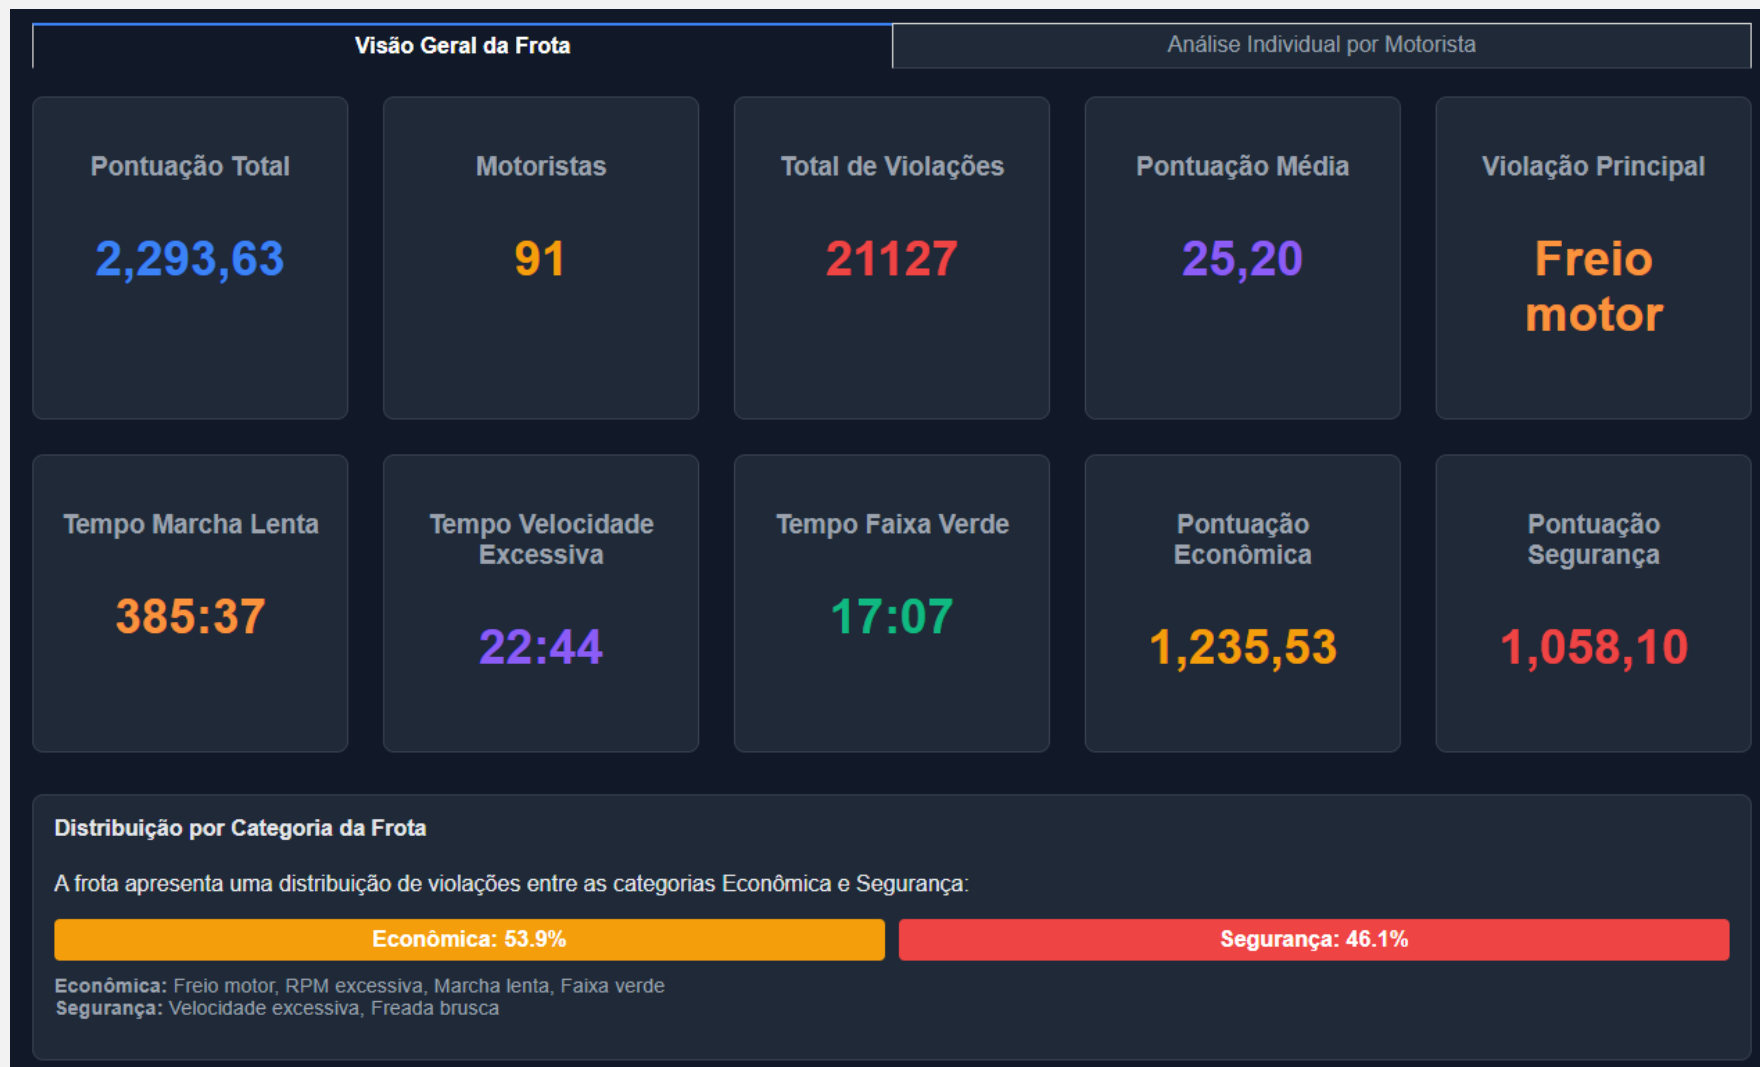 Visão Geral da Frota
Análise Individual por Motorista
Pontuação Total
2,293,63
Motoristas
91
Total de Violações
21127
Pontuação Média
25,20
Violação Principal
Freio
motor
Tempo Marcha Lenta
385:37
Tempo Velocidade
Excessiva
22:44
Tempo Faixa Verde
17:07
Pontuação
Econômica
1,235,53
Pontuação
Segurança
1,058,10
Distribuição por Categoria da Frota
A frota apresenta uma distribuição de violações entre as categorias Econômica e Segurança:
Econômica: 53.9%
Segurança: 46.1%
Econômica: Freio motor, RPM excessiva, Marcha lenta, Faixa verde
Segurança: Velocidade excessiva, Freada brusca